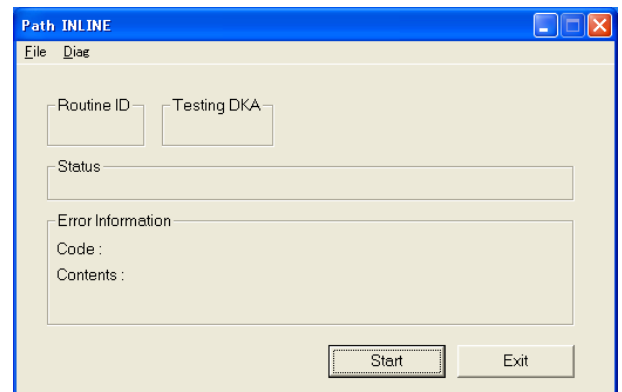 Path INLINE
File Diag
Routine ID Testing DKA
Status
Error Information
Code :
Contents :
Start Exit